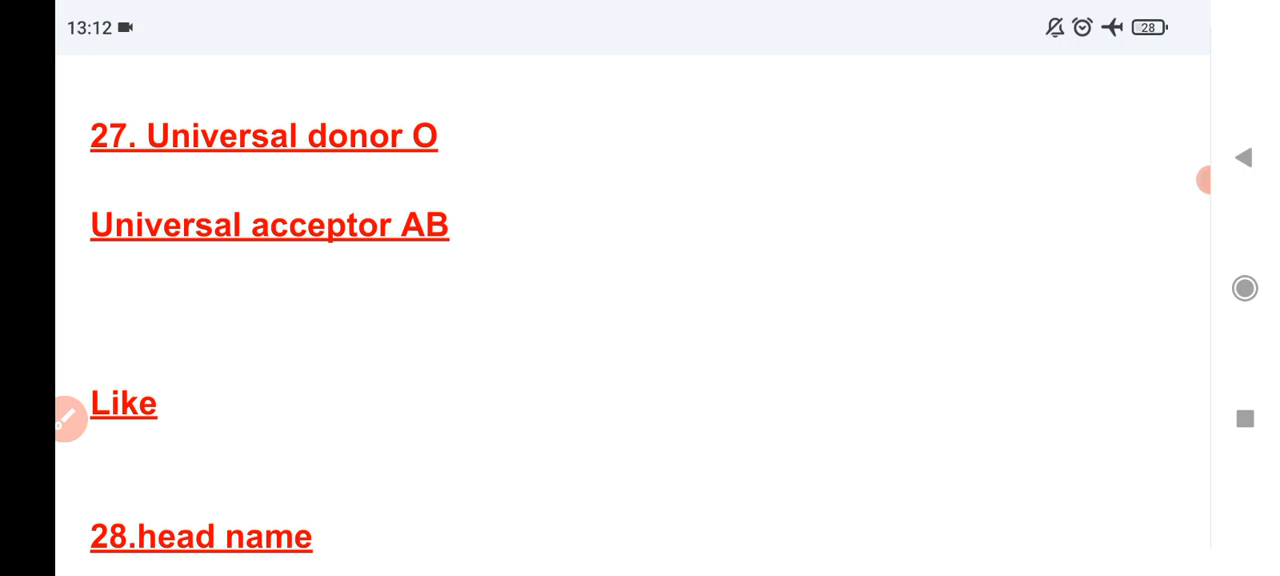 13:12
28
27. Universal donor O
Universal acceptor AB
Like
28.head name